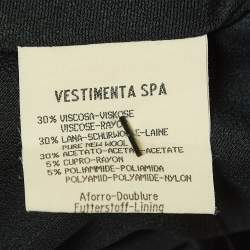 VESTIMENTA SPA
30% VISCOSA-VISKOSE
VISCOSE-RAYON
30% LANA-SCHURWOLLE-LAINE
PURE NEW WOOL
30% ACETATO-ACETAT-ACETATE
5% CUPRO-RAYON
5% POLIAMMIDE-POLIAMIDA
POLYAMID-POLYAMIDE-NYLON
Aforro-Doublure
Futterstoff-Lining